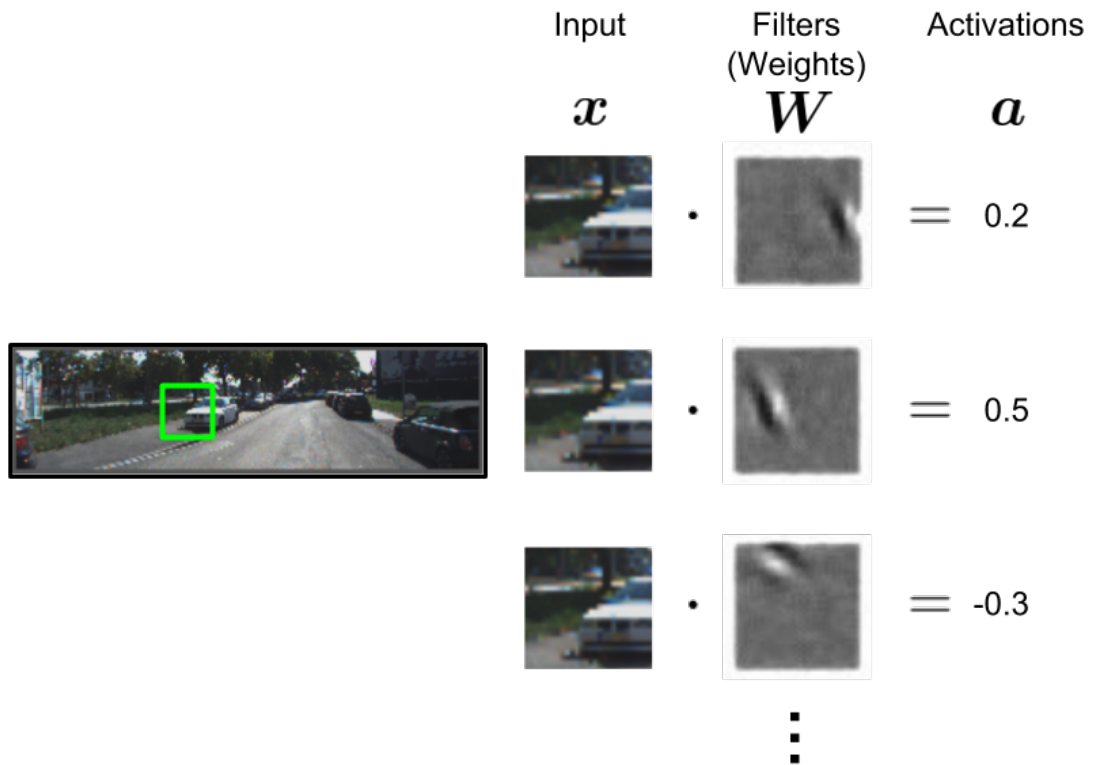 Input
Filters
(Weights)
Activations
x
W
a
· = 0.2
· = 0.5
· = -0.3
⋮